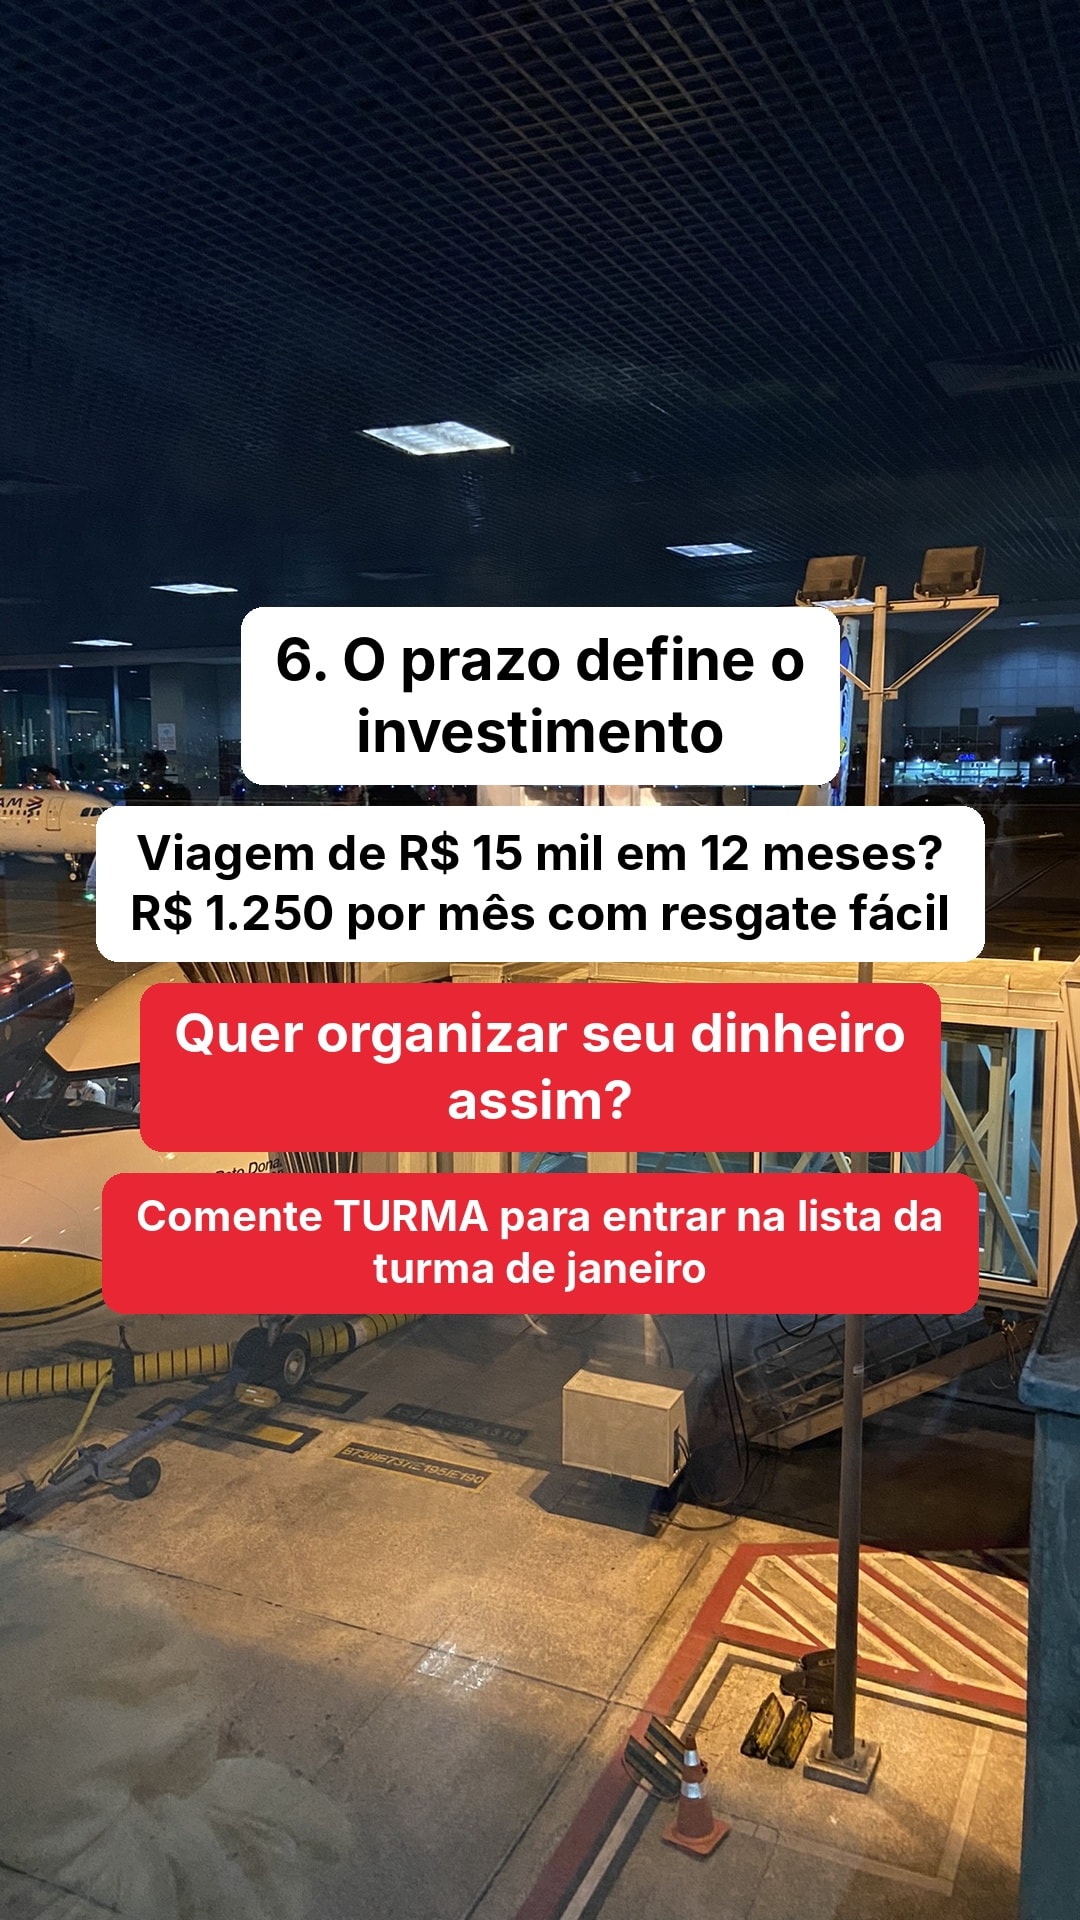 6. O prazo define o
investimento
Viagem de R$ 15 mil em 12 meses?
R$ 1.250 por mês com resgate fácil
Quer organizar seu dinheiro
assim?
Comente TURMA para entrar na lista da
turma de janeiro